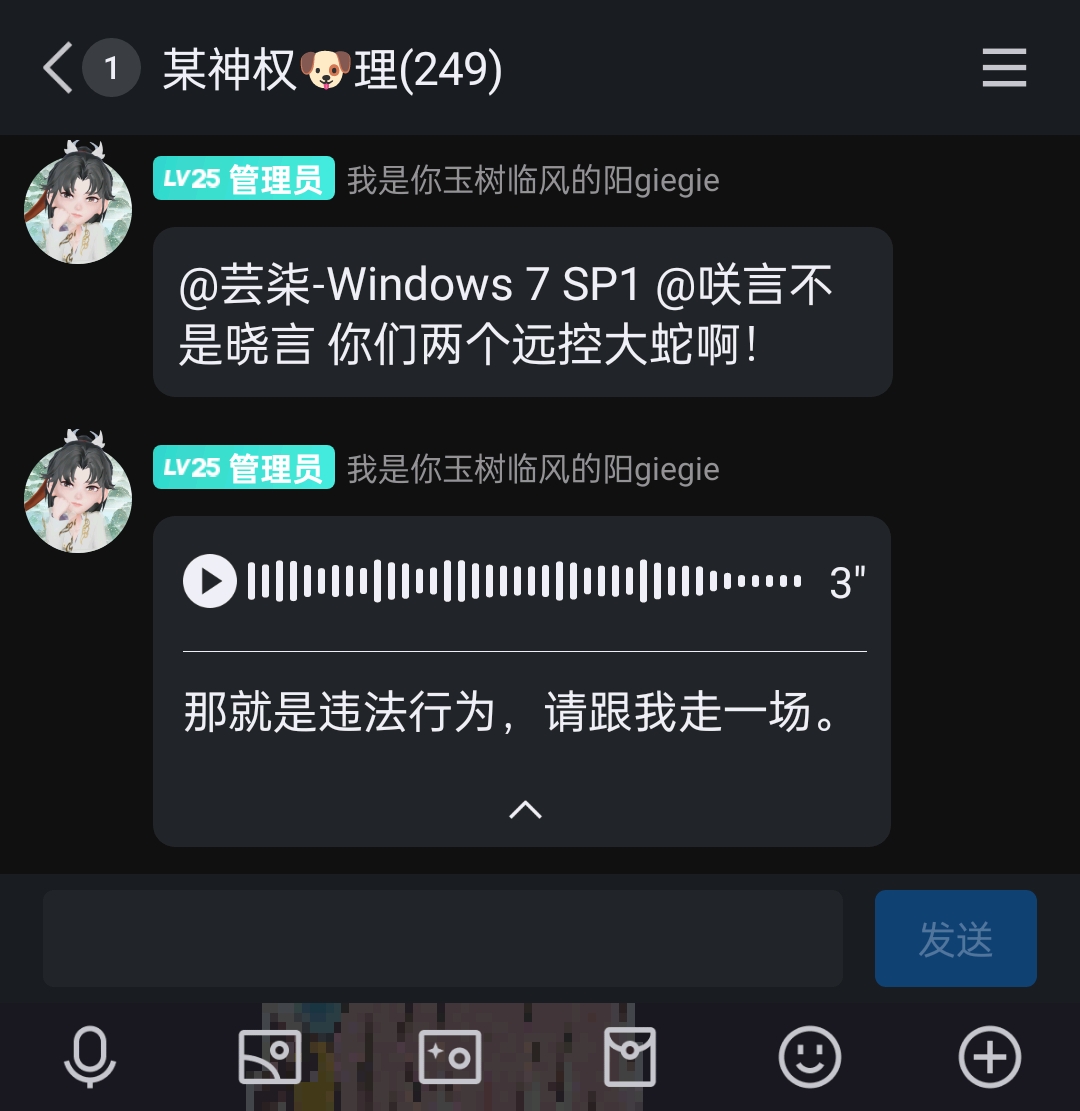 1
某神权🐶理(249)
LV25 管理员 我是你玉树临风的阳giegie
@芸柒-Windows 7 SP1 @咲言不
是晓言 你们两个远控大蛇啊！
LV25 管理员 我是你玉树临风的阳giegie
3"
那就是违法行为，请跟我走一场。
发送